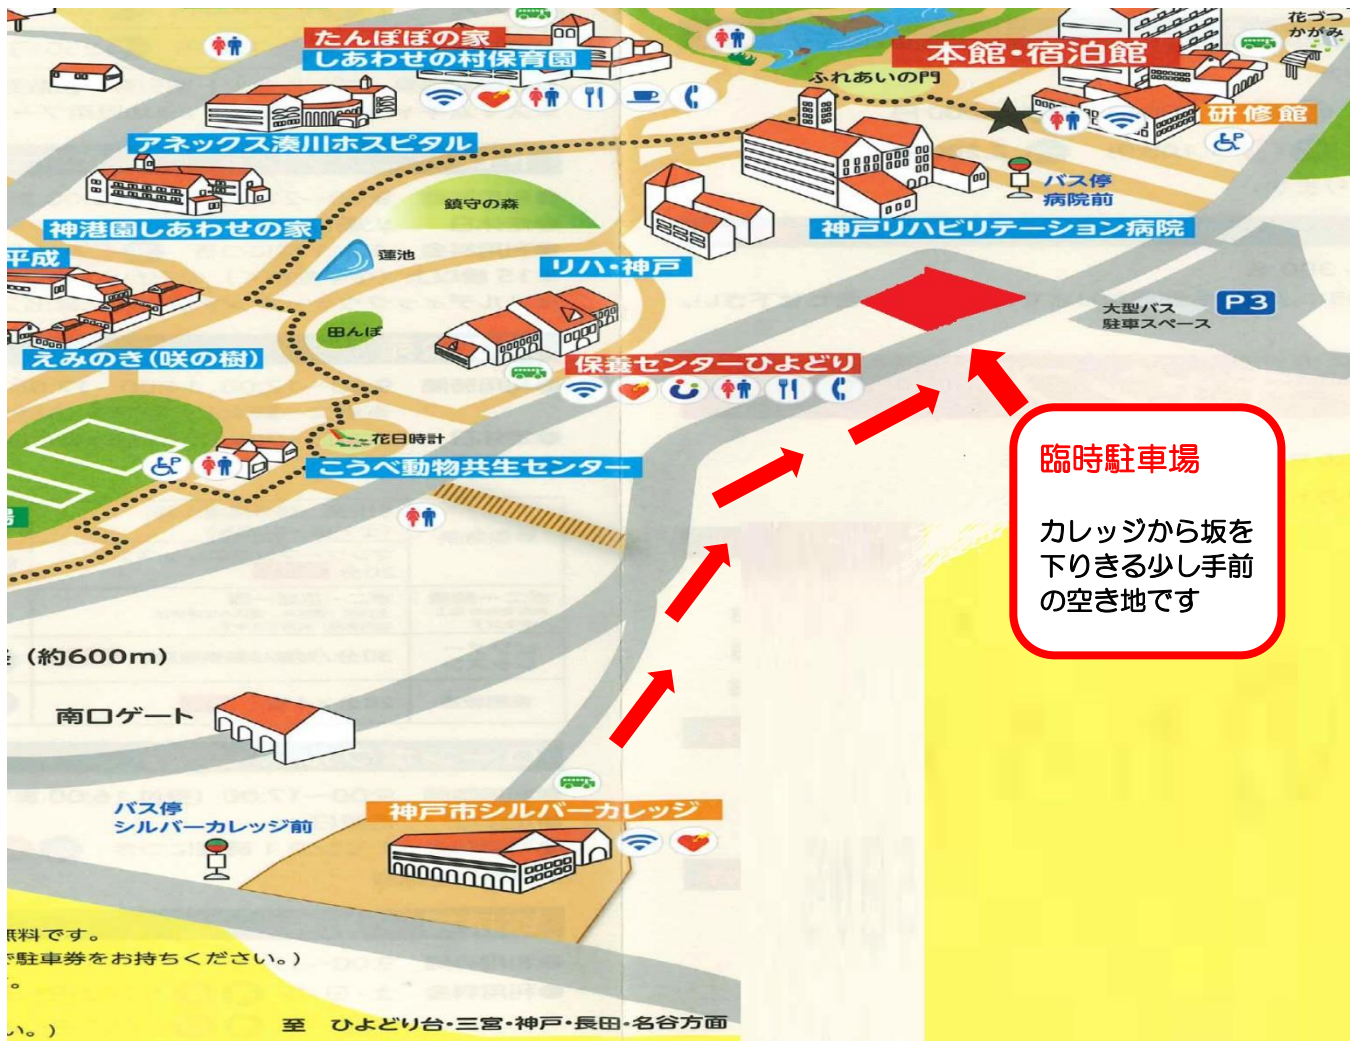 たんぽぽの家
しあわせの村保育園
本館・宿泊館
花づつ
かがみ
ふれあいの門
研修館
アネックス湊川ホスピタル
バス停
病院前
鎮守の森
神港園しあわせの家
神戸リハビリテーション病院
平成
蓮池
リハ・神戸
大型バス
駐車スペース
P3
田んぼ
えみのき(咲の樹)
保養センターひよどり
花日時計
こうべ動物共生センター
臨時駐車場
カレッジから坂を
下りきる少し手前
の空き地です
(約600m)
南口ゲート
バス停
シルバーカレッジ前
神戸市シルバーカレッジ
無料です。
で駐車券をお持ちください。)
い。)
至 ひよどり台・三宮・神戸・長田・名谷方面